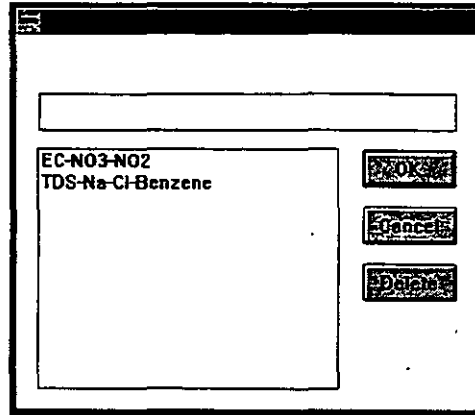 EC-NO3-NO2
TDS-Na-Cl-Benzene
OK
Cancel
Delete